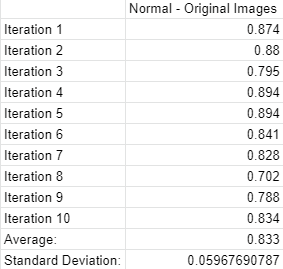 Normal - Original Images
Iteration 1 0.874
Iteration 2 0.88
Iteration 3 0.795
Iteration 4 0.894
Iteration 5 0.894
Iteration 6 0.841
Iteration 7 0.828
Iteration 8 0.702
Iteration 9 0.788
Iteration 10 0.834
Average: 0.833
Standard Deviation: 0.05967690787